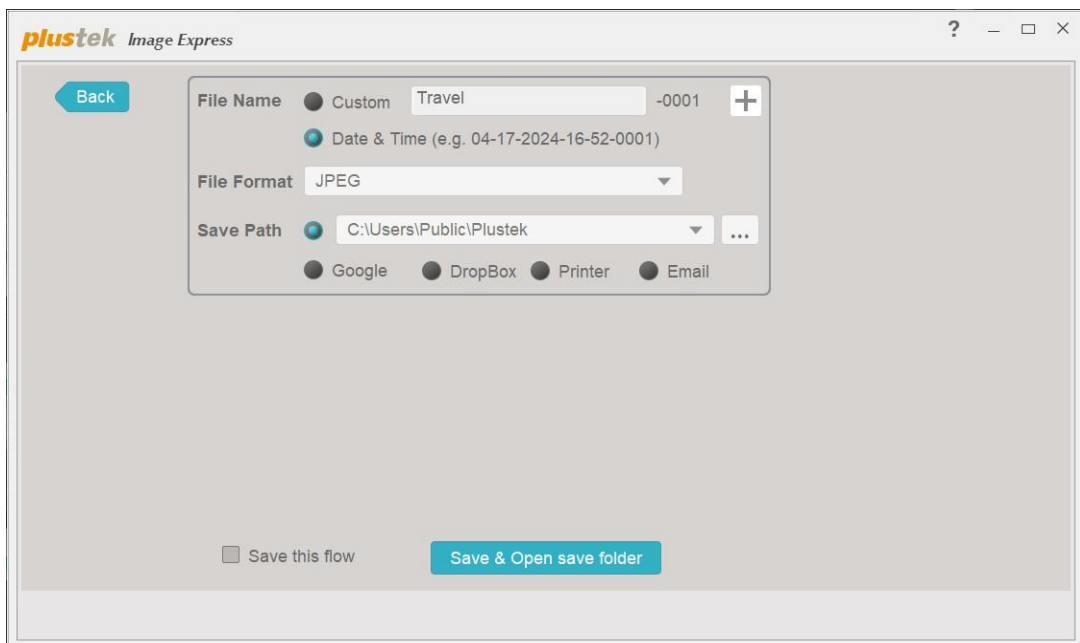 plustek Image Express ?
Back
File Name Custom Travel -0001 +
Date & Time (e.g. 04-17-2024-16-52-0001)
File Format JPEG
Save Path C:\Users\Public\Plustek ...
Google DropBox Printer Email
Save this flow Save & Open save folder